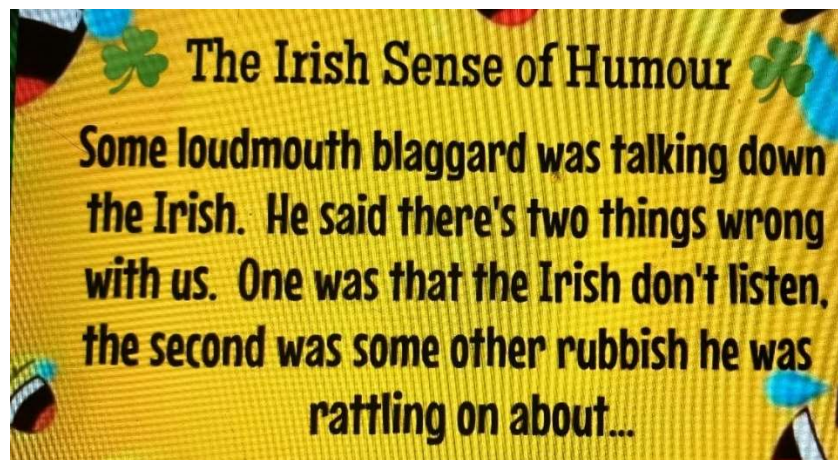 The Irish Sense of Humour
Some loudmouth blaggard was talking down
the Irish. He said there's two things wrong
with us. One was that the Irish don't listen,
the second was some other rubbish he was
rattling on about...